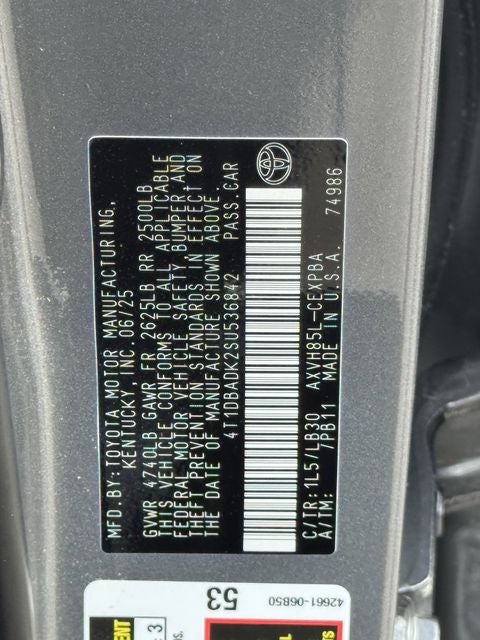 MFD.BY:TOYOTA MOTOR MANUFACTURING,
KENTUCKY, INC. 06/25
GVWR 4740LB GAWR FR 2625LB RR 2500LB
THIS VEHICLE CONFORMS TO ALL APPLICABLE
FEDERAL MOTOR VEHICLE SAFETY, BUMPER, AND
THEFT PREVENTION STANDARDS IN EFFECT ON
THE DATE OF MANUFACTURE SHOWN ABOVE.
4T1DBADK2SU536842 PASS.CAR
C/TR:1L5/LB30 AXVH85L-CEXPBA
A/TM: /PB11 MADE IN U.S.A. 74986
53
42661-06B50